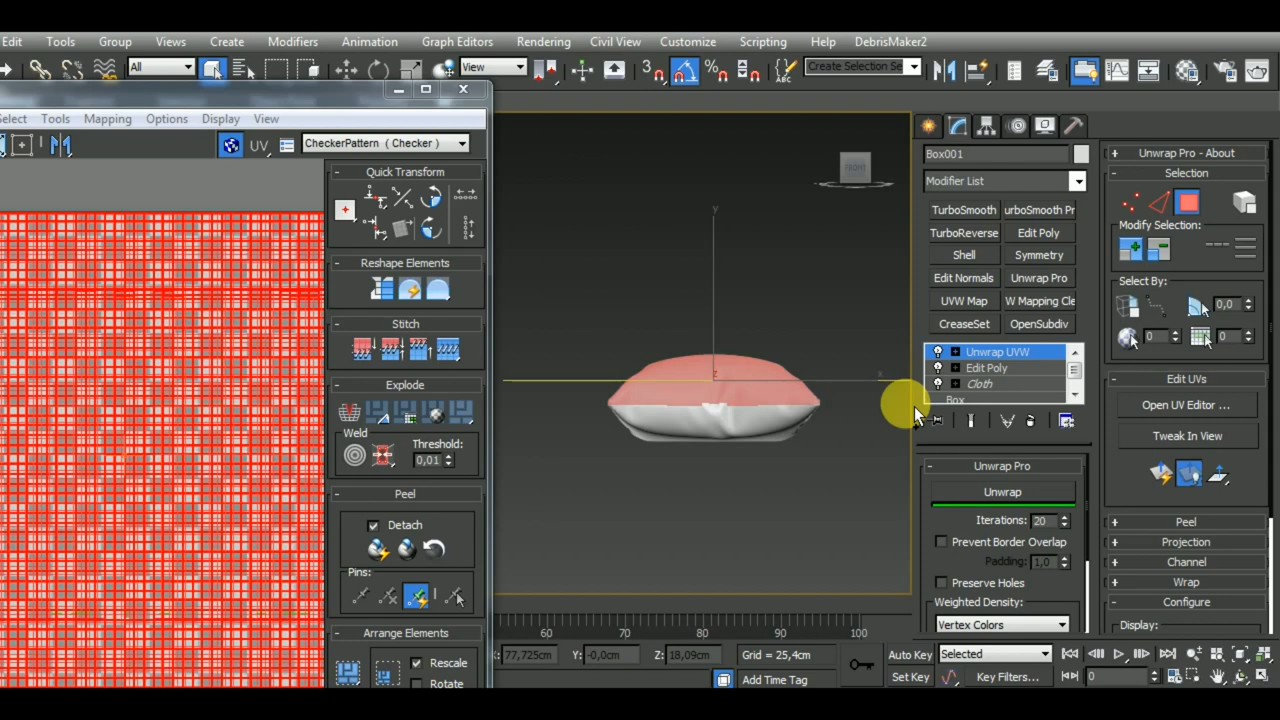 Edit Tools Group Views Create Modifiers Animation Graph Editors Rendering Civil View Customize Scripting Help DebrisMaker2
All View 3 % ABC Create Selection Se
Select Tools Mapping Options Display View
UV CheckerPattern ( Checker )
- Quick Transform
- Reshape Elements
- Stitch
- Explode
Weld
Threshold:
0,01
- Peel
Detach
Pins:
- Arrange Elements
Rescale
Rotate
FRONT
y
z
x
60 70 80 90 100
X: 77,725cm Y: -0,0cm Z: 18,09cm Grid = 25,4cm
Add Time Tag
Auto Key Selected
Set Key Key Filters... 0
Box001
Modifier List
TurboSmooth urboSmooth Pr
TurboReverse Edit Poly
Shell Symmetry
Edit Normals Unwrap Pro
UVW Map W Mapping Cle
CreaseSet OpenSubdiv
Unwrap UVW
Edit Poly
Cloth
Box
- Unwrap Pro
Unwrap
Iterations: 20
Prevent Border Overlap
Padding: 1,0
Preserve Holes
Weighted Density:
Vertex Colors
+ Unwrap Pro - About
- Selection
Modify Selection:
Select By:
0,0
0 0
- Edit UVs
Open UV Editor ...
Tweak In View
+ Peel
+ Projection
+ Channel
+ Wrap
- Configure
Display: